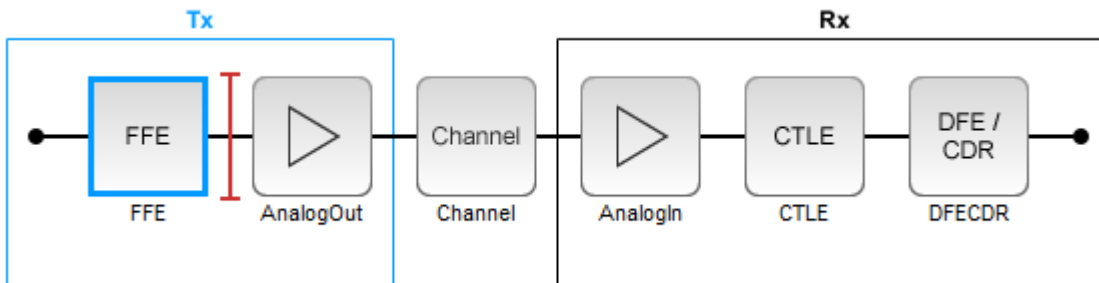 Tx
Rx
FFE
Channel
CTLE
DFE /
CDR
FFE
AnalogOut
Channel
AnalogIn
CTLE
DFECDR